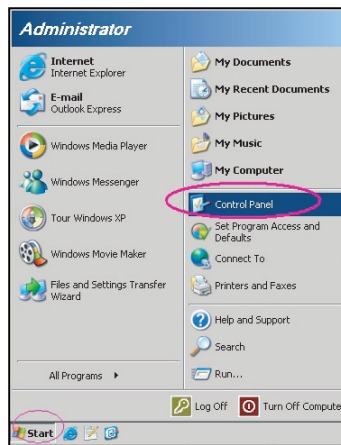 Administrator
Internet
Internet Explorer
E-mail
Outlook Express
Windows Media Player
Windows Messenger
Tour Windows XP
Windows Movie Maker
Files and Settings Transfer
Wizard
All Programs
My Documents
My Recent Documents
My Pictures
My Music
My Computer
Control Panel
Set Program Access and
Defaults
Connect To
Printers and Faxes
Help and Support
Search
Run...
Log Off
Turn Off Compute
Start